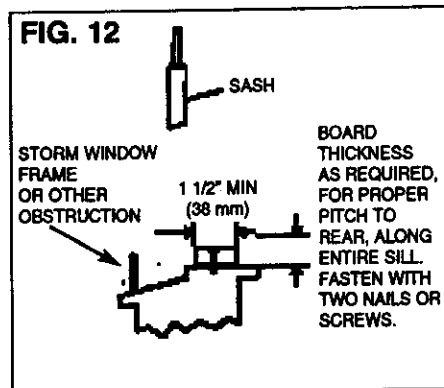 FIG. 12
SASH
STORM WINDOW
FRAME
OR OTHER
OBSTRUCTION
1 1/2" MIN
(38 mm)
BOARD
THICKNESS
AS REQUIRED,
FOR PROPER
PITCH TO
REAR, ALONG
ENTIRE SILL.
FASTEN WITH
TWO NAILS OR
SCREWS.